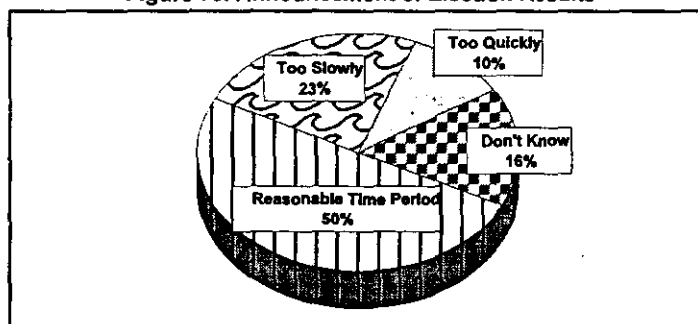 Too Slowly
23%
Too Quickly
10%
Don't Know
16%
Reasonable Time Period
50%